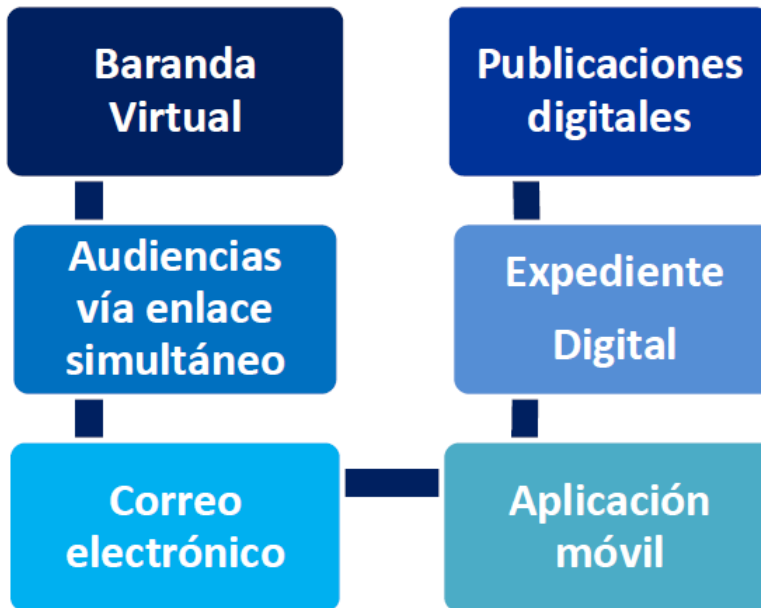 Baranda
Virtual
Audiencias
vía enlace
simultáneo
Correo
electrónico
Aplicación
móvil
Expediente
Digital
Publicaciones
digitales